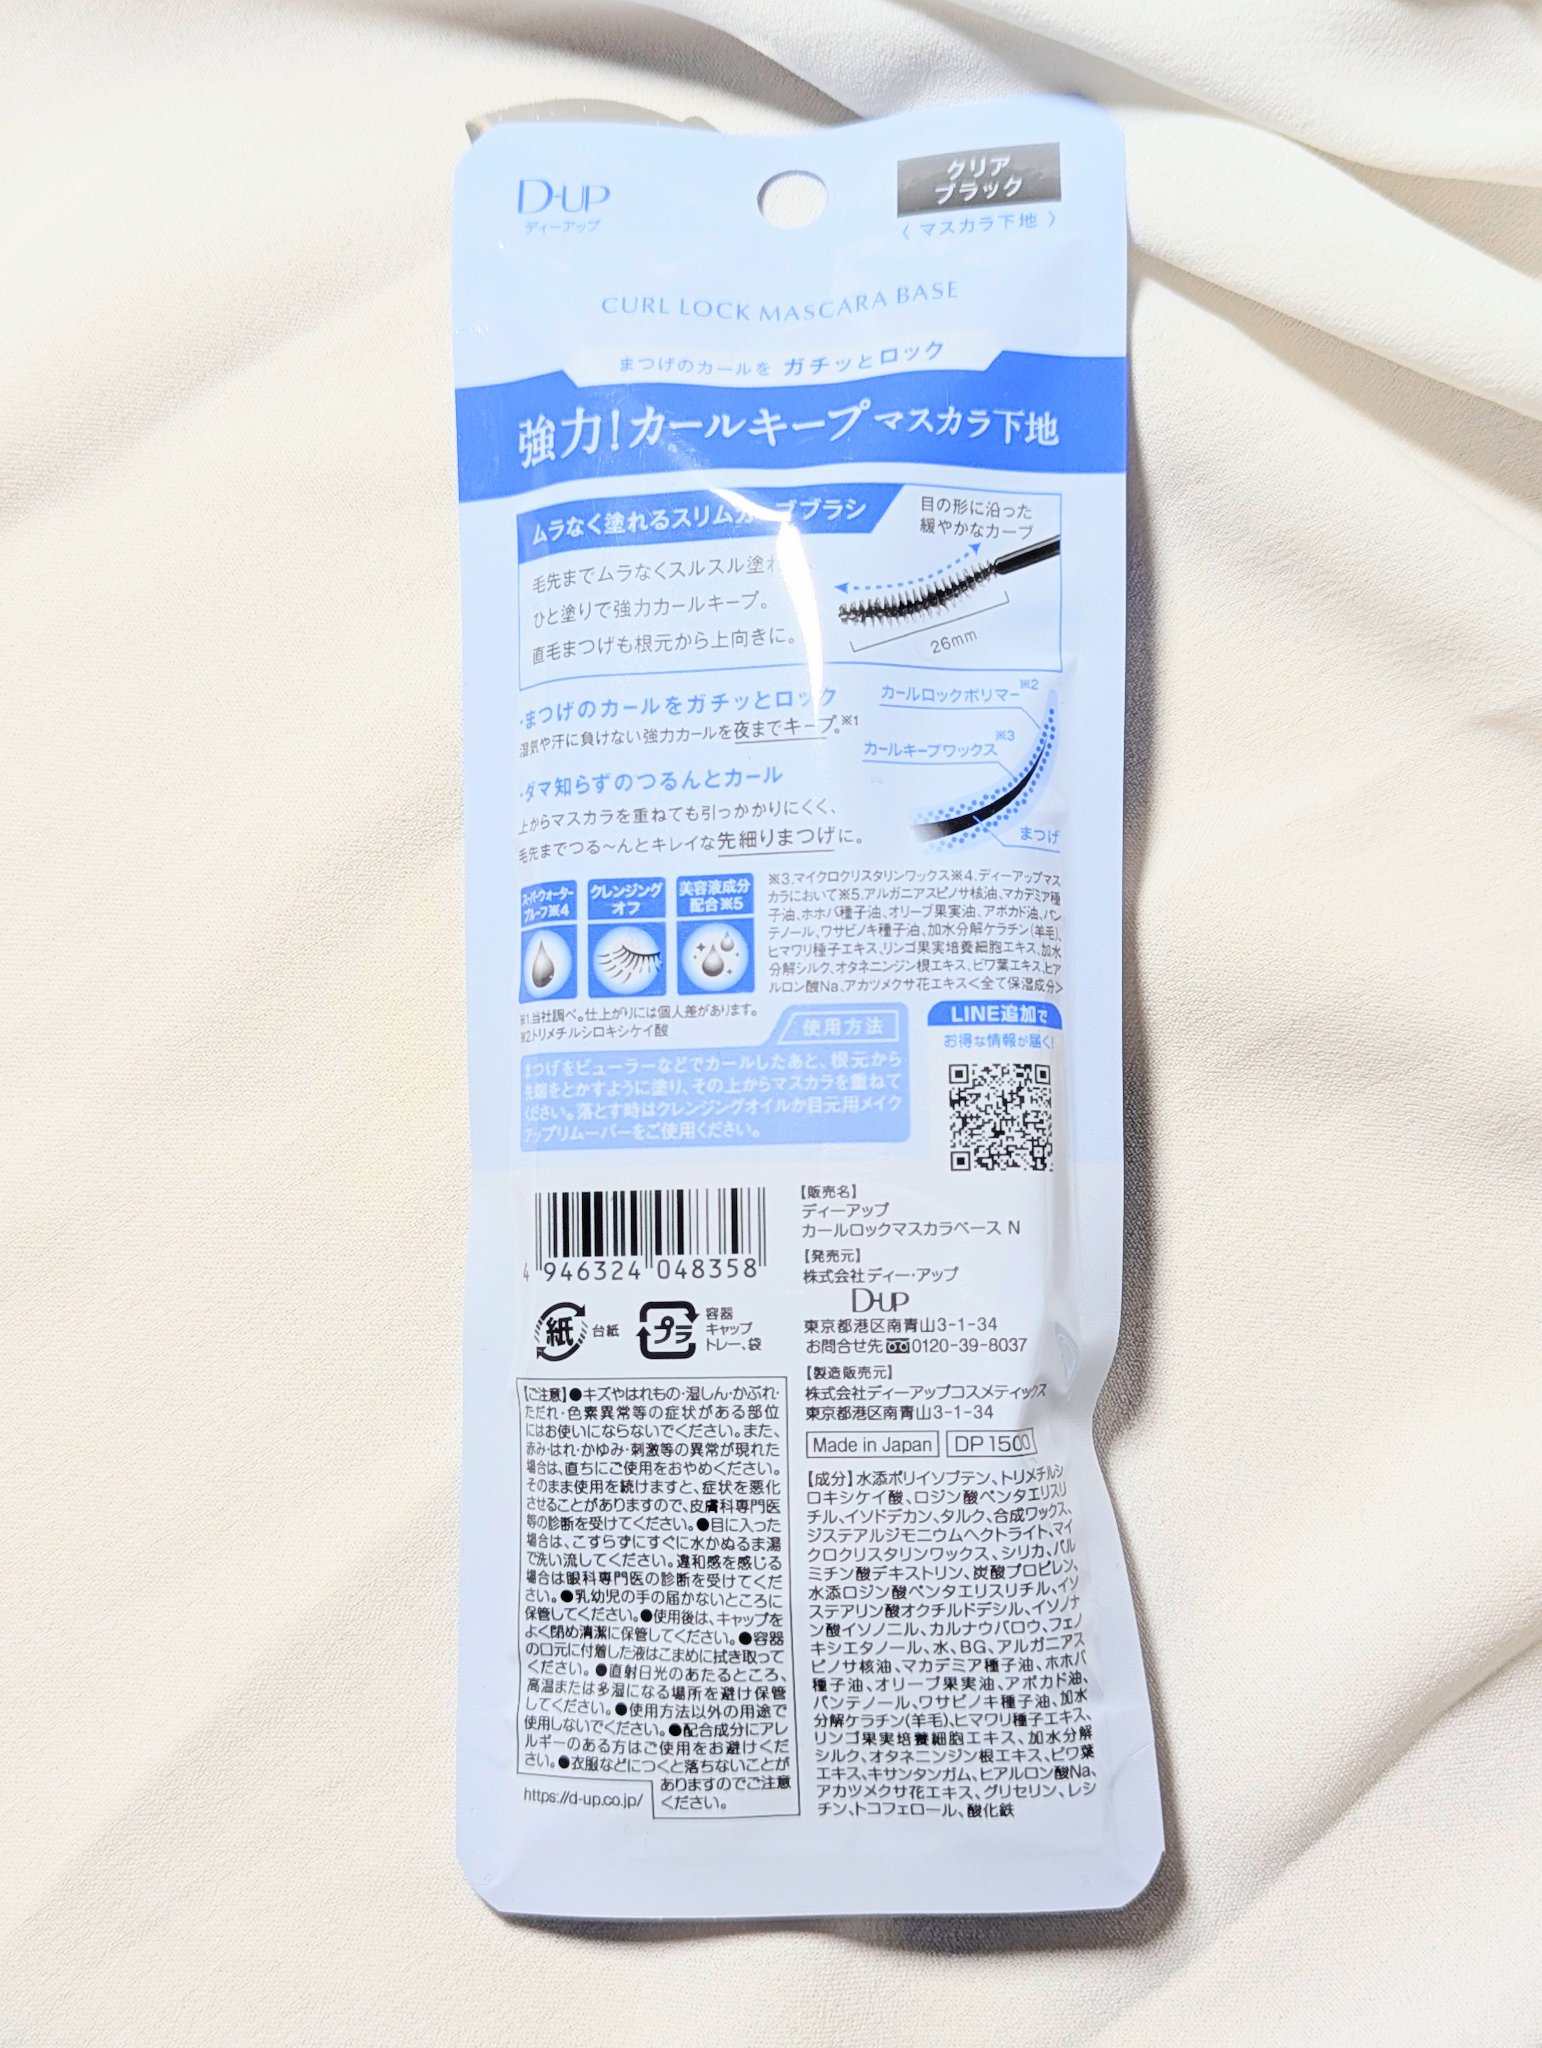 D-UP
ディーアップ
クリア
ブラック
〈 マスカラ下地 〉
CURL LOCK MASCARA BASE
まつげのカールを ガチッとロック
強力!カールキープ マスカラ下地
ムラなく塗れるスリムカーブブラシ
目の形に沿った
緩やかなカーブ
毛先までムラなくスルスル塗れ
ひと塗りで強力カールキープ。
直毛まつげも根元から上向きに。
26mm
・まつげのカールをガチッとロック
湿気や汗に負けない強力カールを夜までキープ。※1
カールロックポリマー※2
カールキープワックス※3
まつげ
・ダマ知らずのつるんとカール
上からマスカラを重ねても引っかかりにくく、
毛先までつる〜んとキレイな先細りまつげに。
スーパーウォーター
プルーフ※4
クレンジング
オフ
美容液成分
配合※5
※3.マイクロクリスタリンワックス※4.ディーアップマス
カラにおいて※5.アルガニアスピノサ核油、マカデミア種
子油、ホホバ種子油、オリーブ果実油、アボカド油、パン
テノール、ワサビノキ種子油、加水分解ケラチン(羊毛)、
ヒマワリ種子エキス、リンゴ果実培養細胞エキス、加水
分解シルク、オタネニンジン根エキス、ビワ葉エキス、ヒア
ルロン酸Na、アカツメクサ花エキス<全て保湿成分>
※1.当社調べ。仕上がりには個人差があります。
※2.トリメチルシロキシケイ酸
使用方法
まつげをビューラーなどでカールしたあと、根元から
先端をとかすように塗り、その上からマスカラを重ねて
ください。落とす時はクレンジングオイルか目元用メイク
アップリムーバーをご使用ください。
LINE追加で
お得な情報が届く!
4 946324 048358
紙 台紙
プラ
容器
キャップ
トレー、袋
【販売名】
ディーアップ
カールロックマスカラベース N
【発売元】
株式会社ディー・アップ
D-UP
東京都港区南青山3-1-34
お問合せ先 0120-39-8037
【製造販売元】
株式会社ディーアップコスメティックス
東京都港区南青山3-1-34
Made in Japan DP 1500
【ご注意】●キズやはれもの・湿しん・かぶれ・
ただれ・色素異常等の症状がある部位
にはお使いにならないでください。また、
赤み・はれ・かゆみ・刺激等の異常が現れた
場合は、直ちにご使用をおやめください。
そのまま使用を続けますと、症状を悪化
させることがありますので、皮膚科専門医
等の診断を受けてください。●目に入った
場合は、こすらずにすぐに水かぬるま湯
で洗い流してください。違和感を感じる
場合は眼科専門医の診断を受けてくだ
さい。●乳幼児の手の届かないところに
保管してください。●使用後は、キャップを
よく閉め清潔に保管してください。●容器
の口元に付着した液はこまめに拭き取って
ください。●直射日光のあたるところ、
高温または多湿になる場所を避け保管
してください。●使用方法以外の用途で
使用しないでください。●配合成分にアレ
ルギーのある方はご使用をお避けくだ
さい。●衣服などにつくと落ちないことが
ありますのでご注意
ください。
https://d-up.co.jp/
【成分】水添ポリイソブテン、トリメチルシ
ロキシケイ酸、ロジン酸ペンタエリスリ
チル、イソドデカン、タルク、合成ワックス、
ジステアルジモニウムヘクトライト、マイ
クロクリスタリンワックス、シリカ、パル
ミチン酸デキストリン、炭酸プロピレン、
水添ロジン酸ペンタエリスリチル、イソ
ステアリン酸オクチルドデシル、イソノナ
ン酸イソノニル、カルナウバロウ、フェノ
キシエタノール、水、BG、アルガニアス
ピノサ核油、マカデミア種子油、ホホバ
種子油、オリーブ果実油、アボカド油、
パンテノール、ワサビノキ種子油、加水
分解ケラチン(羊毛)、ヒマワリ種子エキス、
リンゴ果実培養細胞エキス、加水分解
シルク、オタネニンジン根エキス、ビワ葉
エキス、キサンタンガム、ヒアルロン酸Na、
アカツメクサ花エキス、グリセリン、レシ
チン、トコフェロール、酸化鉄